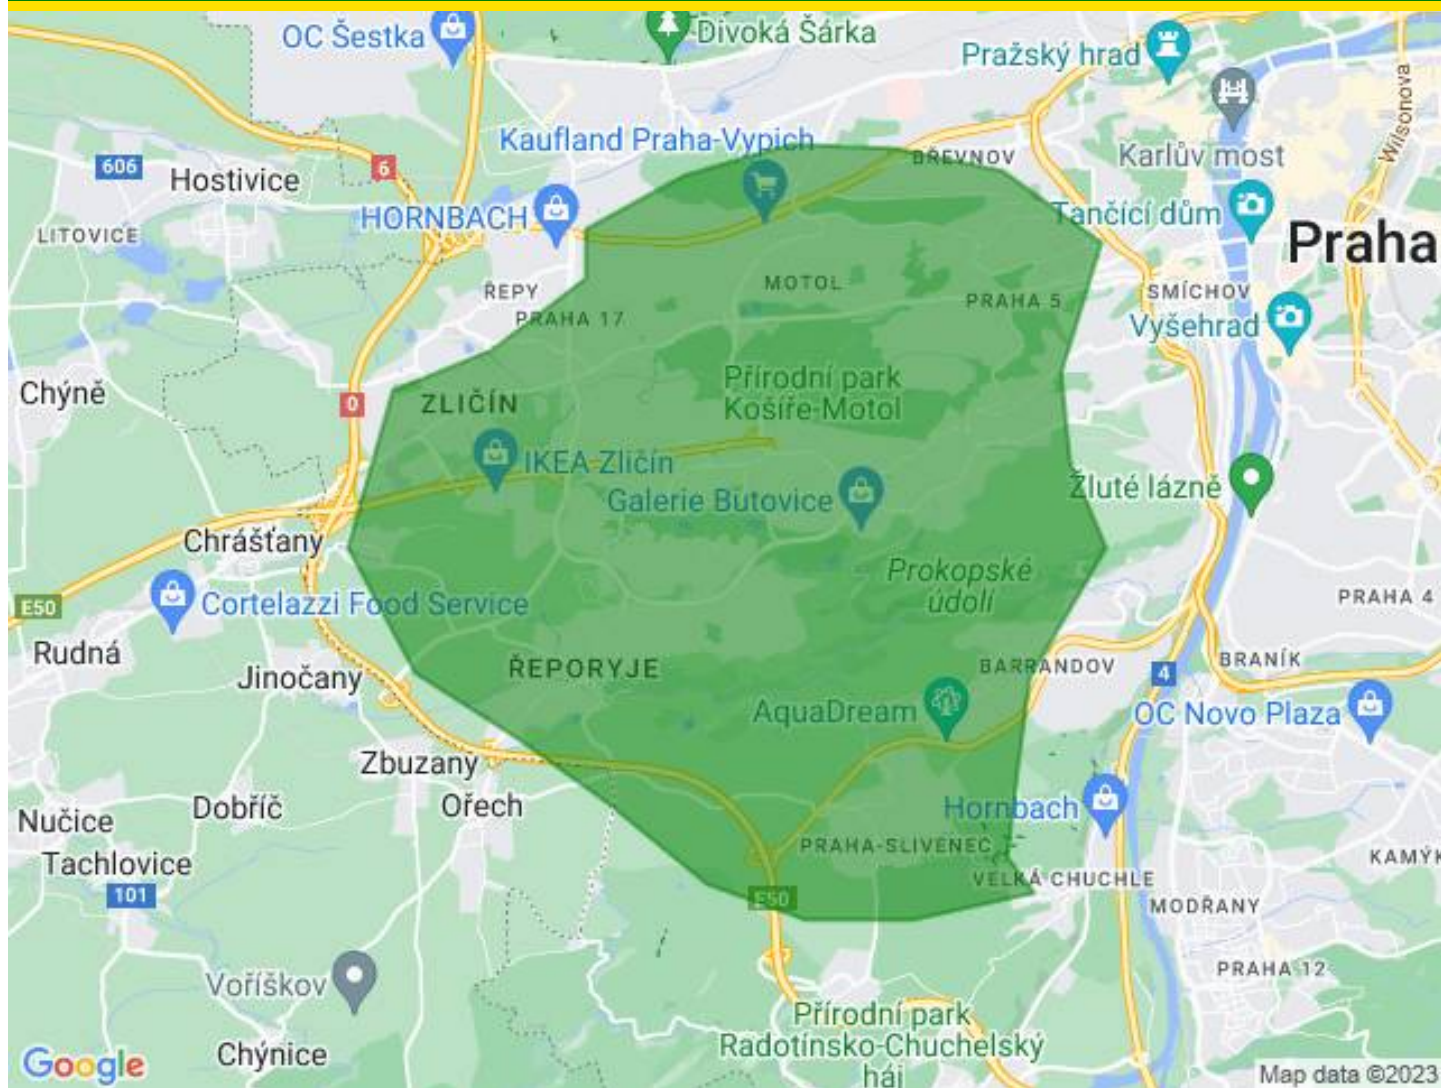 OC Šestka
Divoká Šárka
Pražský hrad
Wilsonova
Kaufland Praha-Vypich
BŘEVNOV
Karlův most
606
6
Hostivice
HORNBACH
Tančící dům
LITOVICE
Praha
ŘEPY
MOTOL
PRAHA 5
SMÍCHOV
PRAHA 17
Vyšehrad
Chýně
0
ZLIČÍN
Přírodní park
Košíře-Motol
IKEA Zličín
Galerie Butovice
Žluté lázně
Chrášťany
Prokopské
údolí
E50
Cortelazzi Food Service
PRAHA 4
Rudná
Jinočany
ŘEPORYJE
BARRANDOV
4
BRANÍK
AquaDream
OC Novo Plaza
Zbuzany
Dobříč
Ořech
Hornbach
Nučice
Tachlovice
PRAHA-SLIVENEC
KAMÝK
101
E50
VELKÁ CHUCHLE
MODŘANY
Voříškov
PRAHA 12
Přírodní park
Radotínsko-Chuchelský
háj
Chýnice
Google
Map data ©2023